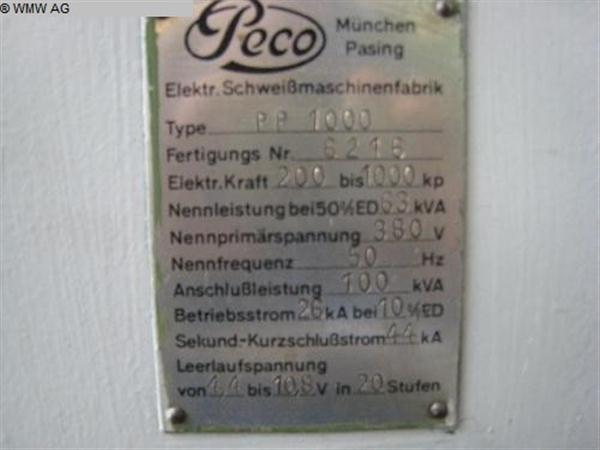 © WMW AG
Peco München
Pasing
Elektr. Schweißmaschinenfabrik
Type PP 1000
Fertigungs Nr. 6216
Elektr. Kraft 200 bis 1000 kp
Nennleistung bei 50% ED 63 kVA
Nennprimärspannung 380 V
Nennfrequenz 50 Hz
Anschlußleistung 100 kVA
Betriebsstrom 26 kA bei 10% ED
Sekund.-Kurzschlußstrom 44 kA
Leerlaufspannung
von 4,4 bis 10,8 V in 20 Stufen